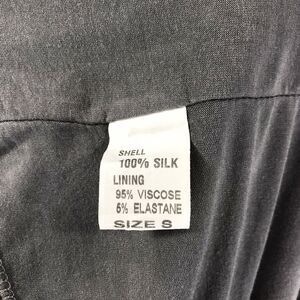 SHELL
100% SILK
LINING
95% VISCOSE
5% ELASTANE
SIZE S